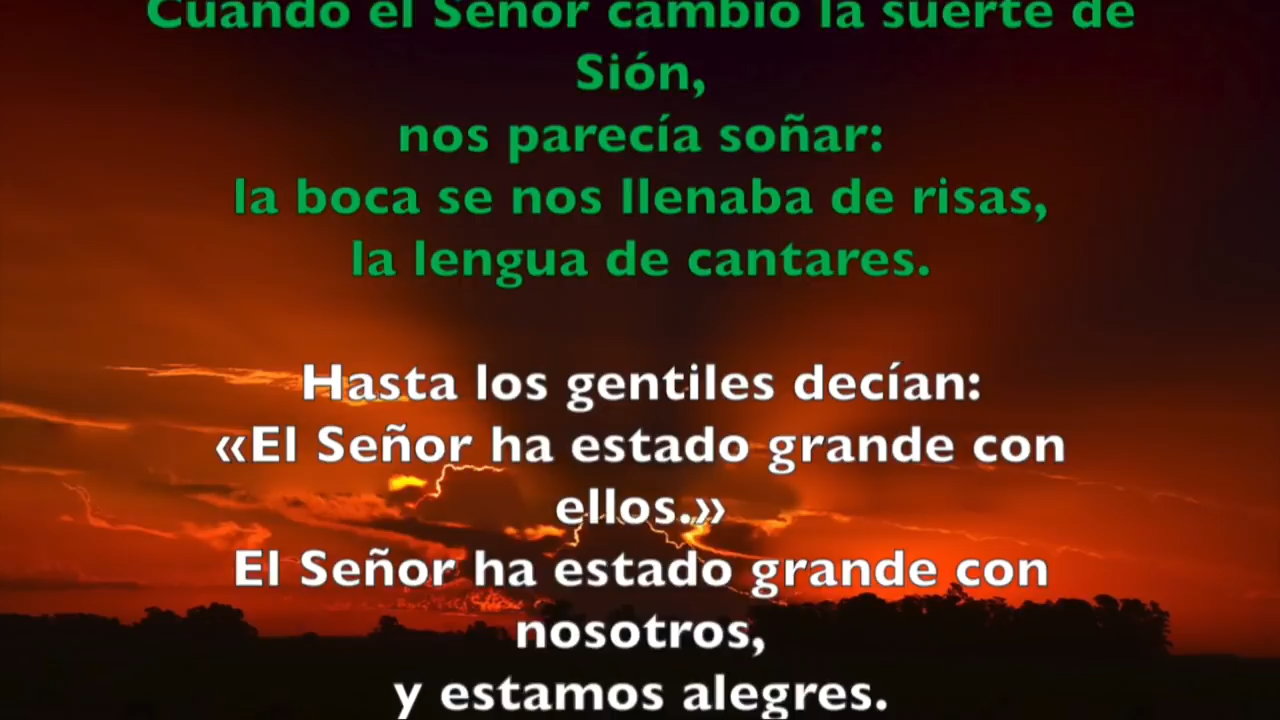 Cuando el Señor cambió la suerte de
Sión,
nos parecía soñar:
la boca se nos llenaba de risas,
la lengua de cantares.
Hasta los gentiles decían:
«El Señor ha estado grande con
ellos.»
El Señor ha estado grande con
nosotros,
y estamos alegres.